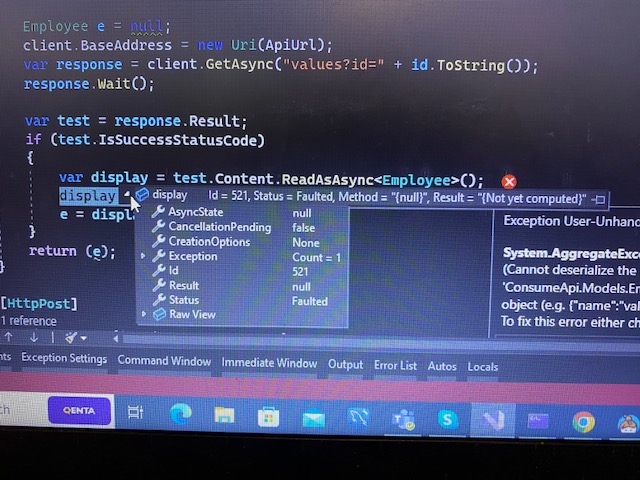 Employee e = null;
client.BaseAddress = new Uri(ApiUrl);
var response = client.GetAsync("values?id=" + id.ToString());
response.Wait();
var test = response.Result;
if (test.IsSuccessStatusCode)
{
var display = test.Content.ReadAsAsync<Employee>();
display
display Id = 521, Status = Faulted, Method = "{null}", Result = "{Not yet computed}"
e = displ
AsyncState null
CancellationPending false
CreationOptions None
Exception Count = 1
Id 521
Result null
Status Faulted
Raw View
}
return (e);
}
Exception User-Unhand
System.AggregateExce
(Cannot deserialize the
'ConsumeApi.Models.Em
object (e.g. {"name":"val
To fix this error either ch
[HttpPost]
1 reference
nts Exception Settings Command Window Immediate Window Output Error List Autos Locals
ch QENTA